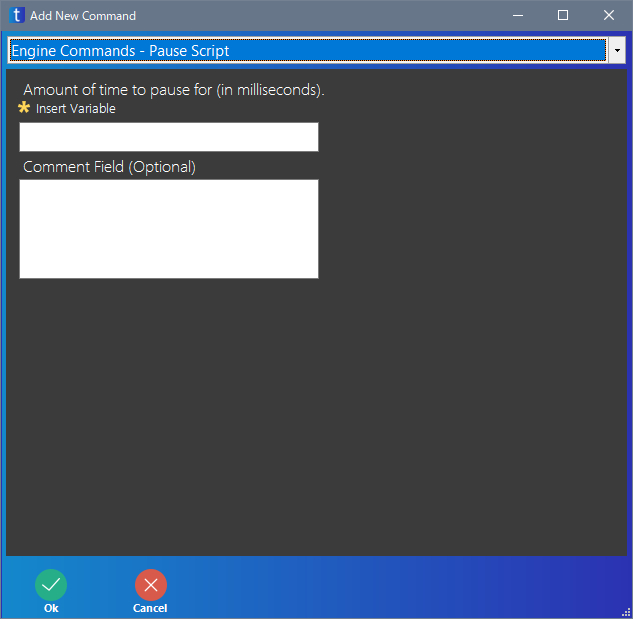 t Add New Command
Engine Commands - Pause Script
Amount of time to pause for (in milliseconds).
Insert Variable
Comment Field (Optional)
Ok Cancel